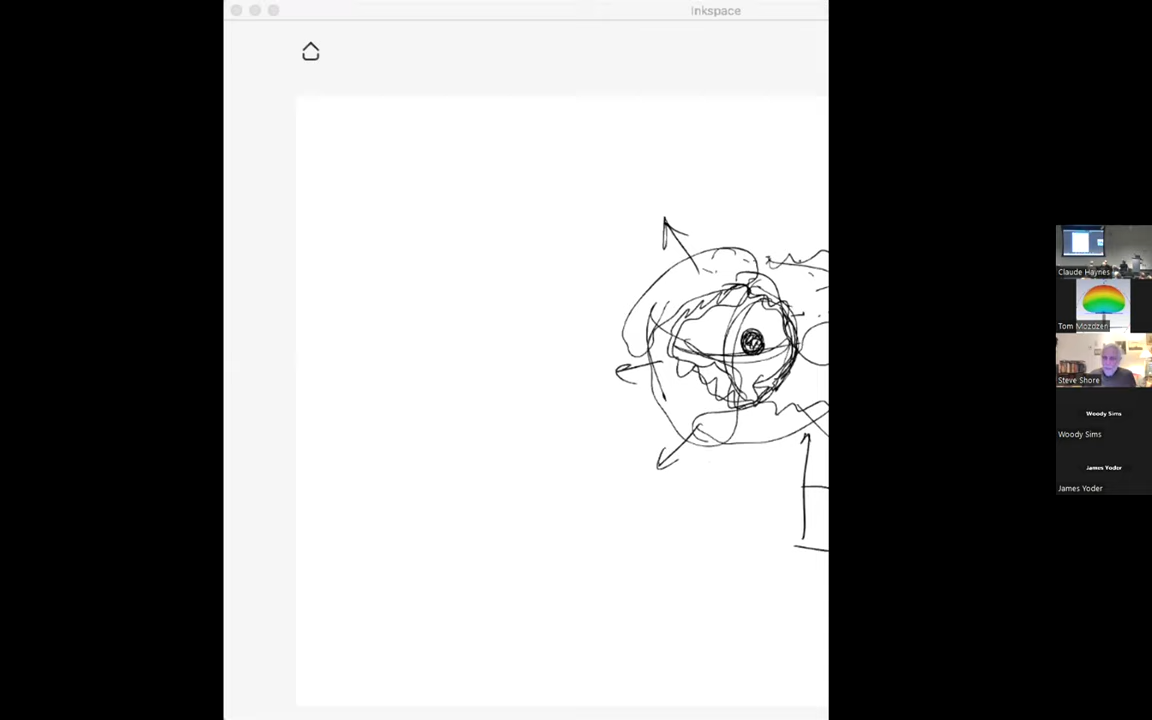 Inkspace
Claude Haynes
Tom Mozdzen
Steve Shore
Woody Sims
Woody Sims
James Yoder
James Yoder